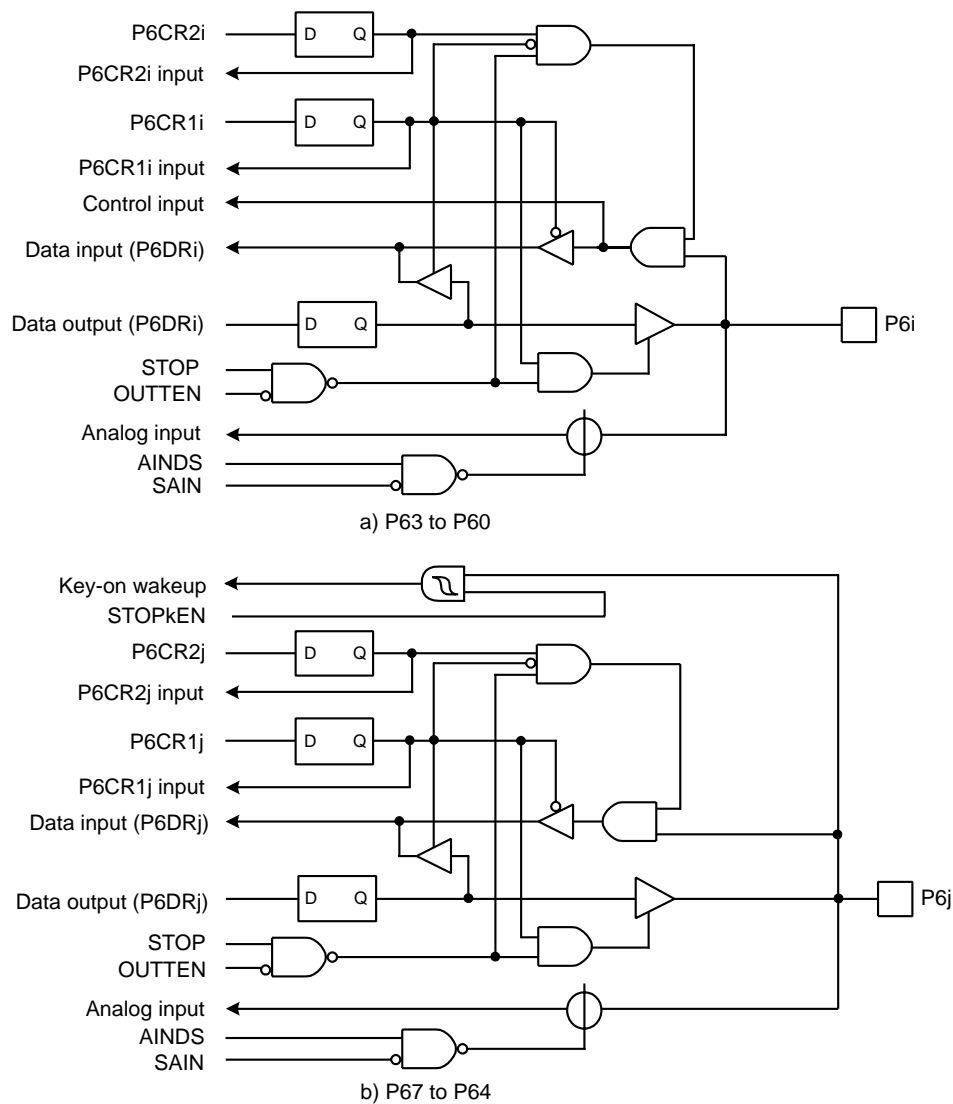 P6CR2i
D Q
P6CR2i input
P6CR1i
D Q
P6CR1i input
Control input
Data input (P6DRi)
Data output (P6DRi)
D Q
P6i
STOP
OUTTEN
Analog input
AINDS
SAIN
a) P63 to P60
Key-on wakeup
STOPkEN
P6CR2j
D Q
P6CR2j input
P6CR1j
D Q
P6CR1j input
Data input (P6DRj)
Data output (P6DRj)
D Q
P6j
STOP
OUTTEN
Analog input
AINDS
SAIN
b) P67 to P64